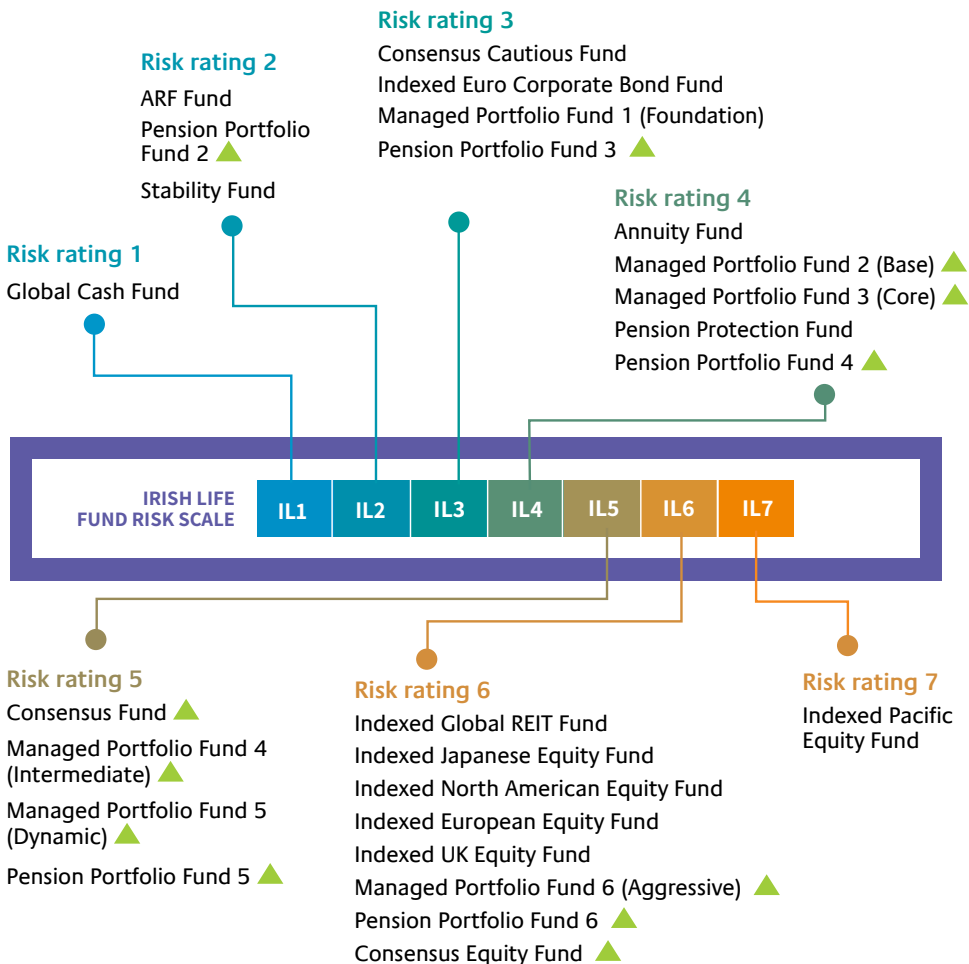 Risk rating 3
Consensus Cautious Fund
Indexed Euro Corporate Bond Fund
Managed Portfolio Fund 1 (Foundation)
Pension Portfolio Fund 3
Risk rating 2
ARF Fund
Pension Portfolio
Fund 2
Stability Fund
Risk rating 4
Annuity Fund
Managed Portfolio Fund 2 (Base)
Managed Portfolio Fund 3 (Core)
Pension Protection Fund
Pension Portfolio Fund 4
Risk rating 1
Global Cash Fund
IRISH LIFE
FUND RISK SCALE
IL1 IL2 IL3 IL4 IL5 IL6 IL7
Risk rating 5
Consensus Fund
Managed Portfolio Fund 4
(Intermediate)
Managed Portfolio Fund 5
(Dynamic)
Pension Portfolio Fund 5
Risk rating 6
Indexed Global REIT Fund
Indexed Japanese Equity Fund
Indexed North American Equity Fund
Indexed European Equity Fund
Indexed UK Equity Fund
Managed Portfolio Fund 6 (Aggressive)
Pension Portfolio Fund 6
Consensus Equity Fund
Risk rating 7
Indexed Pacific
Equity Fund